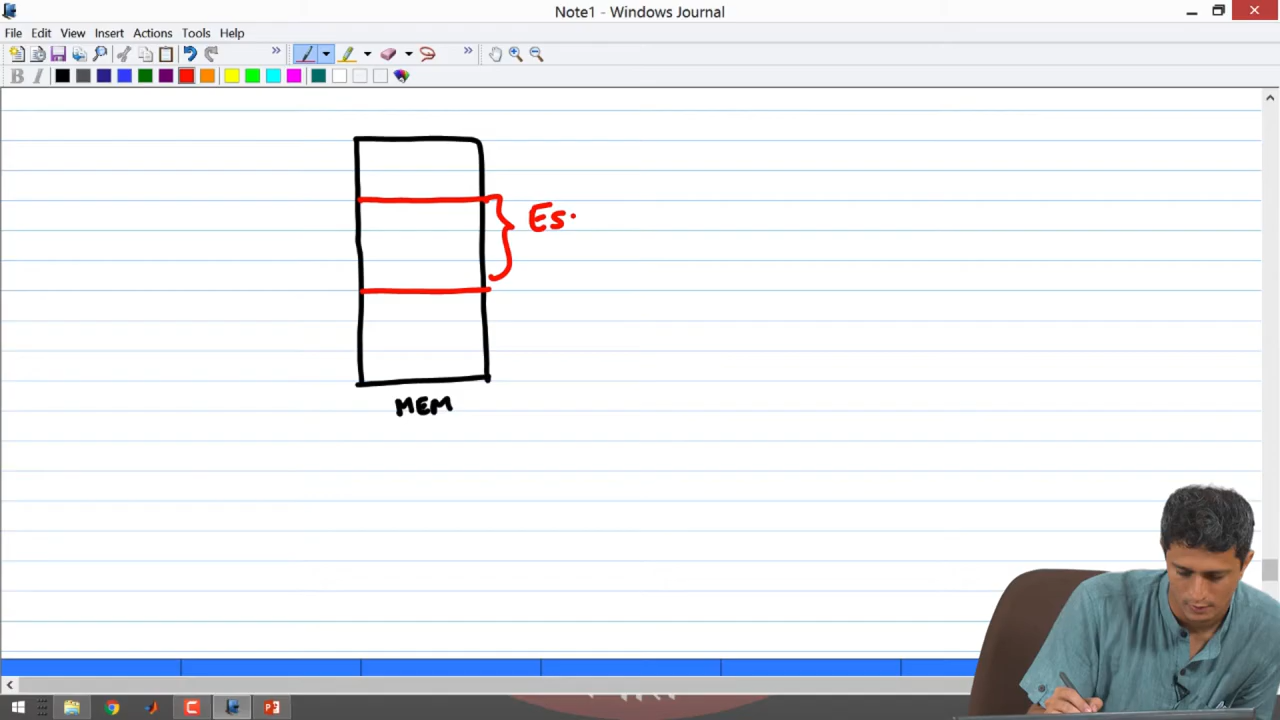 Note1 - Windows Journal
File Edit View Insert Actions Tools Help
B I
Es.
MEM